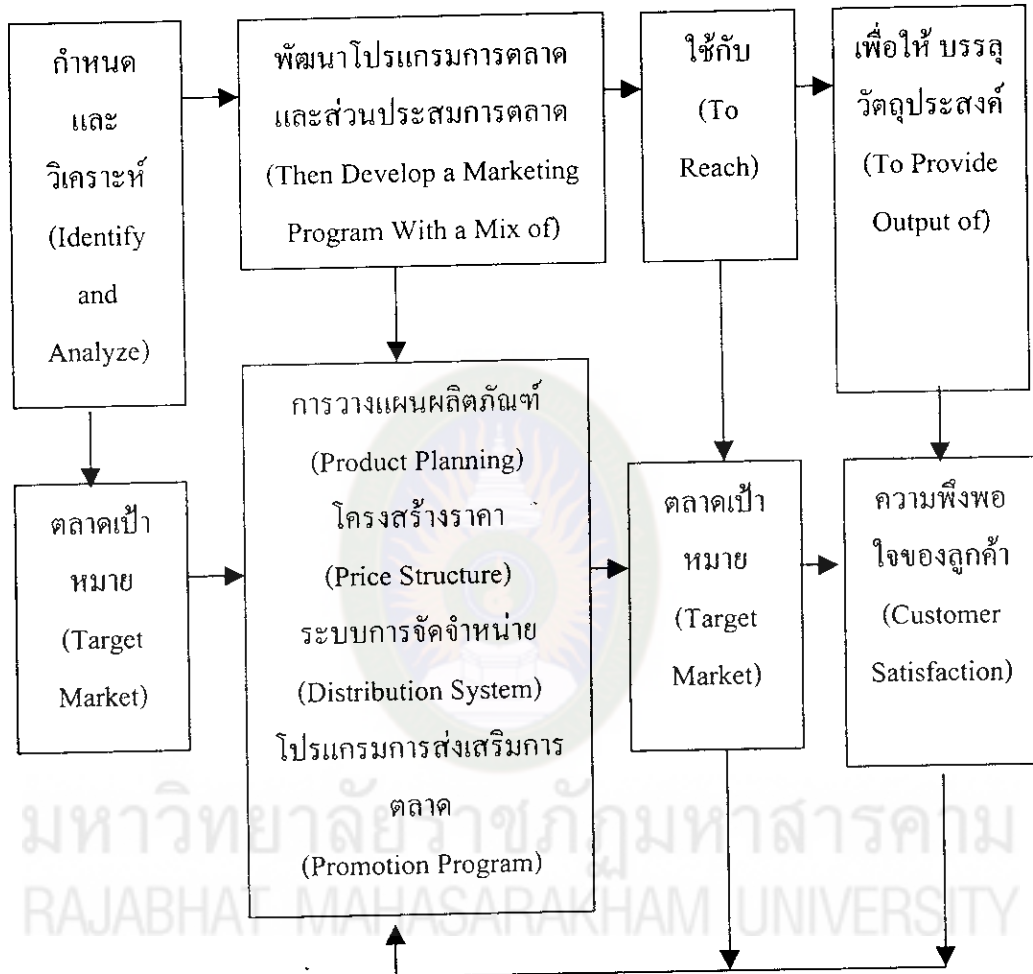 กำหนด
และ
วิเคราะห์
(Identify
and
Analyze)
พัฒนาโปรแกรมการตลาด
และส่วนประสมการตลาด
(Then Develop a Marketing
Program With a Mix of)
ใช้กับ
(To
Reach)
เพื่อให้ บรรลุ
วัตถุประสงค์
(To Provide
Output of)
ตลาดเป้า
หมาย
(Target
Market)
การวางแผนผลิตภัณฑ์
(Product Planning)
โครงสร้างราคา
(Price Structure)
ระบบการจัดจำหน่าย
(Distribution System)
โปรแกรมการส่งเสริมการ
ตลาด
(Promotion Program)
ตลาดเป้า
หมาย
(Target
Market)
ความพึงพอ
ใจของลูกค้า
(Customer
Satisfaction)
มหาวิทยาลัยราชภัฏมหาสารคาม
RAJABHAT MAHASARAKHAM UNIVERSITY